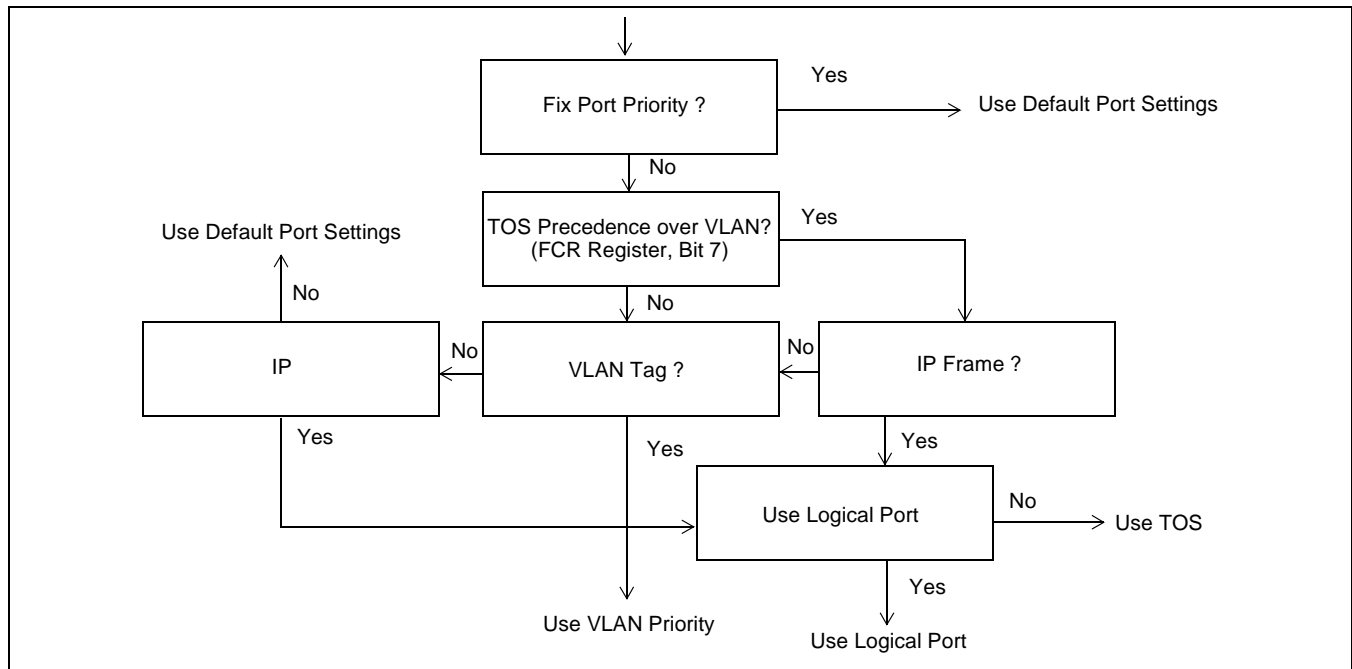 Fix Port Priority ?
Yes
Use Default Port Settings
No
TOS Precedence over VLAN?
(FCR Register, Bit 7)
Yes
Use Default Port Settings
No
No
IP
No
VLAN Tag ?
No
IP Frame ?
Yes
Yes
Yes
Use Logical Port
No
Use TOS
Yes
Use VLAN Priority
Use Logical Port